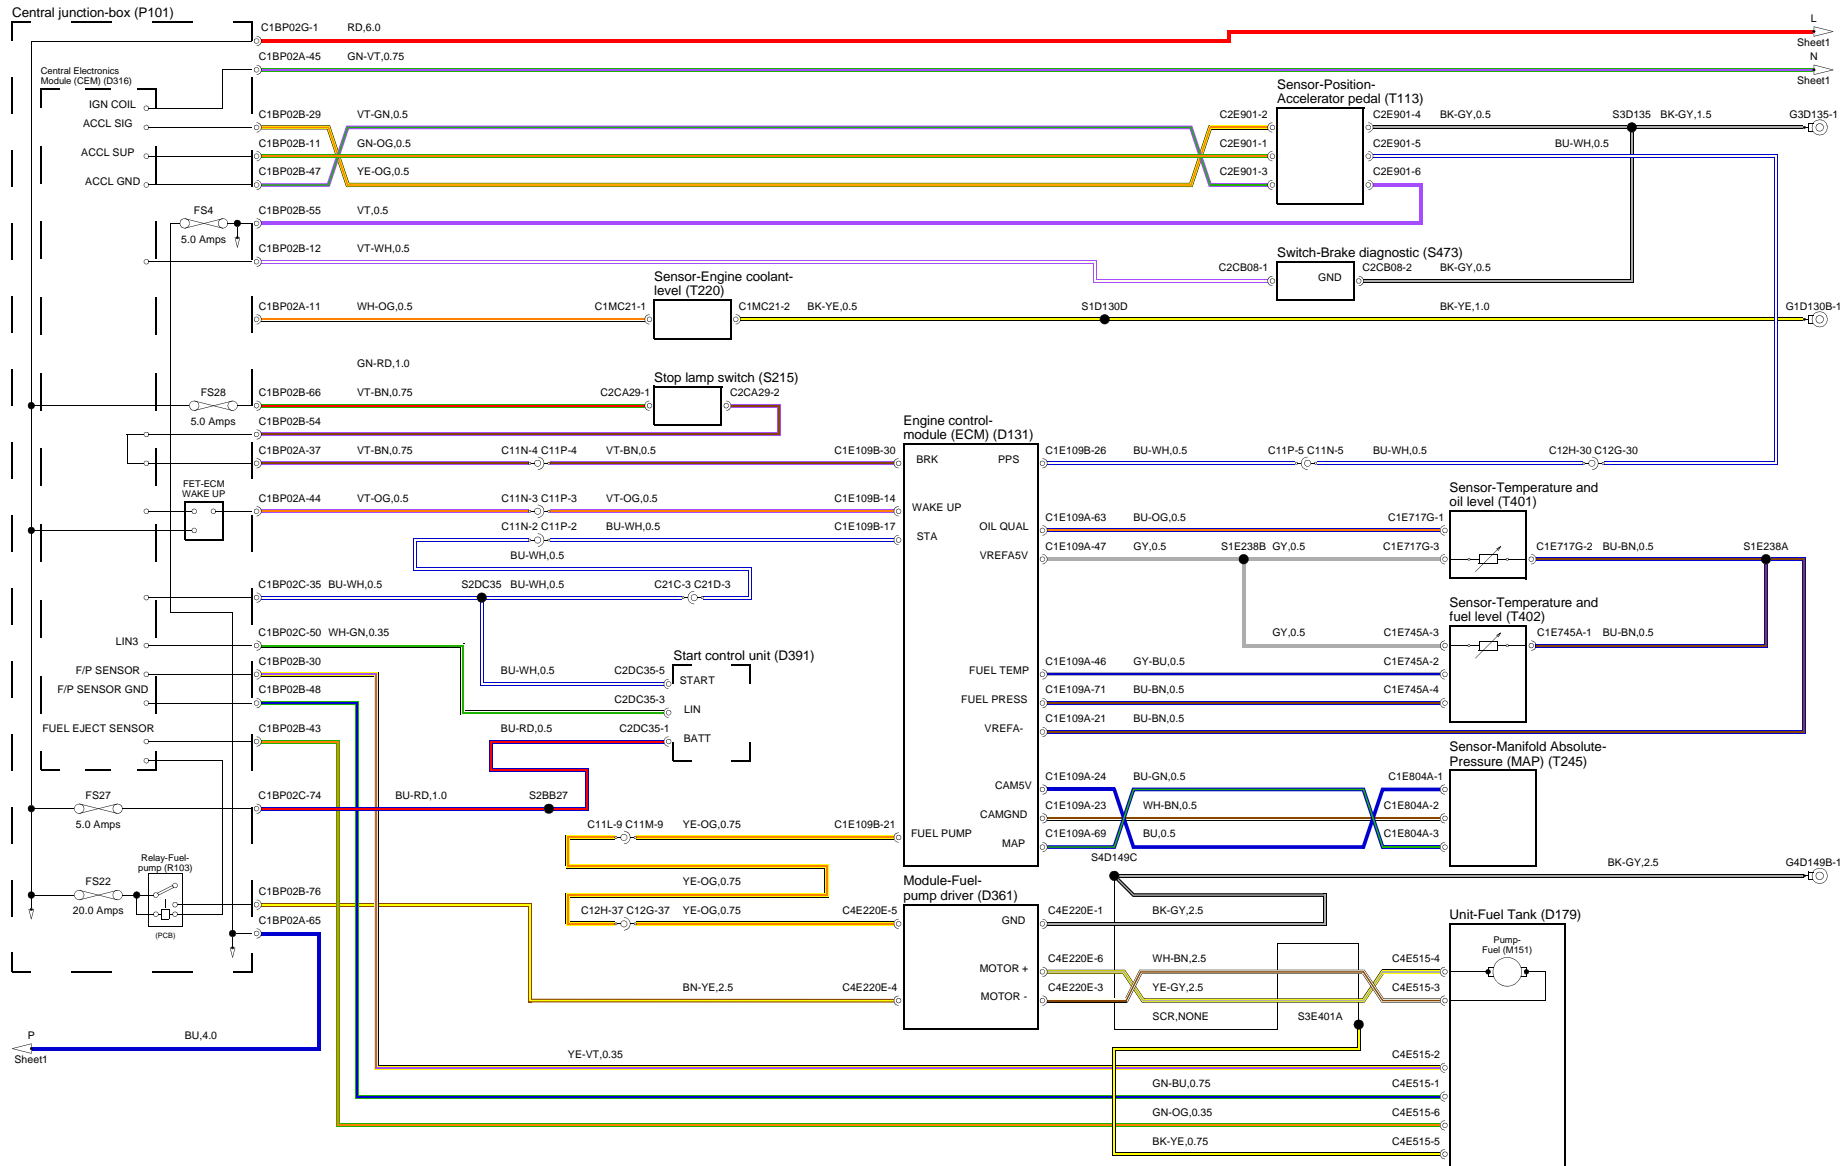 Central junction-box (P101)
C1BP02G-1 RD,6.0
L
Sheet1
C1BP02A-45 GN-VT,0.75
N
Sheet1
Central Electronics
Module (CEM) (D316)
IGN COIL
ACCL SIG
ACCL SUP
ACCL GND
C1BP02B-29 VT-GN,0.5
C1BP02B-11 GN-OG,0.5
C1BP02B-47 YE-OG,0.5
Sensor-Position-
Accelerator pedal (T113)
C2E901-2
C2E901-1
C2E901-3
C2E901-4 BK-GY,0.5
S3D135 BK-GY,1.5
G3D135-1
C2E901-5 BU-WH,0.5
C2E901-6
FS4
5.0 Amps
C1BP02B-55 VT,0.5
C1BP02B-12 VT-WH,0.5
Switch-Brake diagnostic (S473)
C2CB08-1
GND
C2CB08-2 BK-GY,0.5
Sensor-Engine coolant-
level (T220)
C1BP02A-11 WH-OG,0.5
C1MC21-1
C1MC21-2 BK-YE,0.5
S1D130D
BK-YE,1.0
G1D130B-1
GN-RD,1.0
FS28
5.0 Amps
C1BP02B-66 VT-BN,0.75
Stop lamp switch (S215)
C2CA29-1
C2CA29-2
C1BP02B-54
C1BP02A-37 VT-BN,0.75
C11N-4 C11P-4 VT-BN,0.5
C1E109B-30
Engine control-
module (ECM) (D131)
BRK
PPS
C1E109B-26 BU-WH,0.5
C11P-5 C11N-5 BU-WH,0.5
C12H-30 C12G-30
FET-ECM
WAKE UP
C1BP02A-44 VT-OG,0.5
C11N-3 C11P-3 VT-OG,0.5
C1E109B-14
WAKE UP
C11N-2 C11P-2 BU-WH,0.5
C1E109B-17
STA
BU-WH,0.5
OIL QUAL
C1E109A-63 BU-OG,0.5
C1E717G-1
Sensor-Temperature and
oil level (T401)
VREFA5V
C1E109A-47 GY,0.5
S1E238B GY,0.5
C1E717G-3
C1E717G-2 BU-BN,0.5
S1E238A
C1BP02C-35 BU-WH,0.5
S2DC35 BU-WH,0.5
C21C-3 C21D-3
Sensor-Temperature and
fuel level (T402)
LIN3
C1BP02C-50 WH-GN,0.35
GY,0.5
C1E745A-3
C1E745A-1 BU-BN,0.5
F/P SENSOR
C1BP02B-30
F/P SENSOR GND
C1BP02B-48
Start control unit (D391)
BU-WH,0.5
C2DC35-5
START
C2DC35-3
LIN
BU-RD,0.5
C2DC35-1
BATT
FUEL TEMP
C1E109A-46 GY-BU,0.5
C1E745A-2
FUEL PRESS
C1E109A-71 BU-BN,0.5
C1E745A-4
VREFA-
C1E109A-21 BU-BN,0.5
FUEL EJECT SENSOR
C1BP02B-43
Sensor-Manifold Absolute-
Pressure (MAP) (T245)
CAM5V
C1E109A-24 BU-GN,0.5
C1E804A-1
CAMGND
C1E109A-23 WH-BN,0.5
C1E804A-2
MAP
C1E109A-69 BU,0.5
C1E804A-3
FS27
5.0 Amps
C1BP02C-74
BU-RD,1.0
S2BB27
C11L-9 C11M-9 YE-OG,0.75
C1E109B-21
FUEL PUMP
S4D149C
BK-GY,2.5
G4D149B-1
Relay-Fuel-
pump (R103)
FS22
20.0 Amps
(PCB)
C1BP02B-76
C1BP02A-65
YE-OG,0.75
C12H-37 C12G-37 YE-OG,0.75
C4E220E-5
Module-Fuel-
pump driver (D361)
GND
C4E220E-1 BK-GY,2.5
Unit-Fuel Tank (D179)
Pump-
Fuel (M151)
MOTOR +
C4E220E-6 WH-BN,2.5
C4E515-4
MOTOR -
C4E220E-3 YE-GY,2.5
C4E515-3
BN-YE,2.5
C4E220E-4
SCR,NONE
S3E401A
P
Sheet1
BU,4.0
YE-VT,0.35
C4E515-2
GN-BU,0.75
C4E515-1
GN-OG,0.35
C4E515-6
BK-YE,0.75
C4E515-5